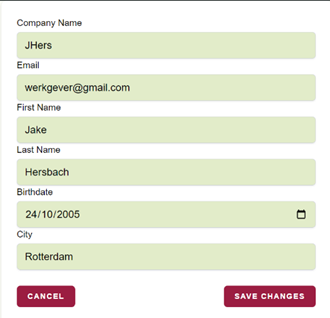 Company Name
JHers
Email
werkgever@gmail.com
First Name
Jake
Last Name
Hersbach
Birthdate
24/10/2005
City
Rotterdam
CANCEL SAVE CHANGES